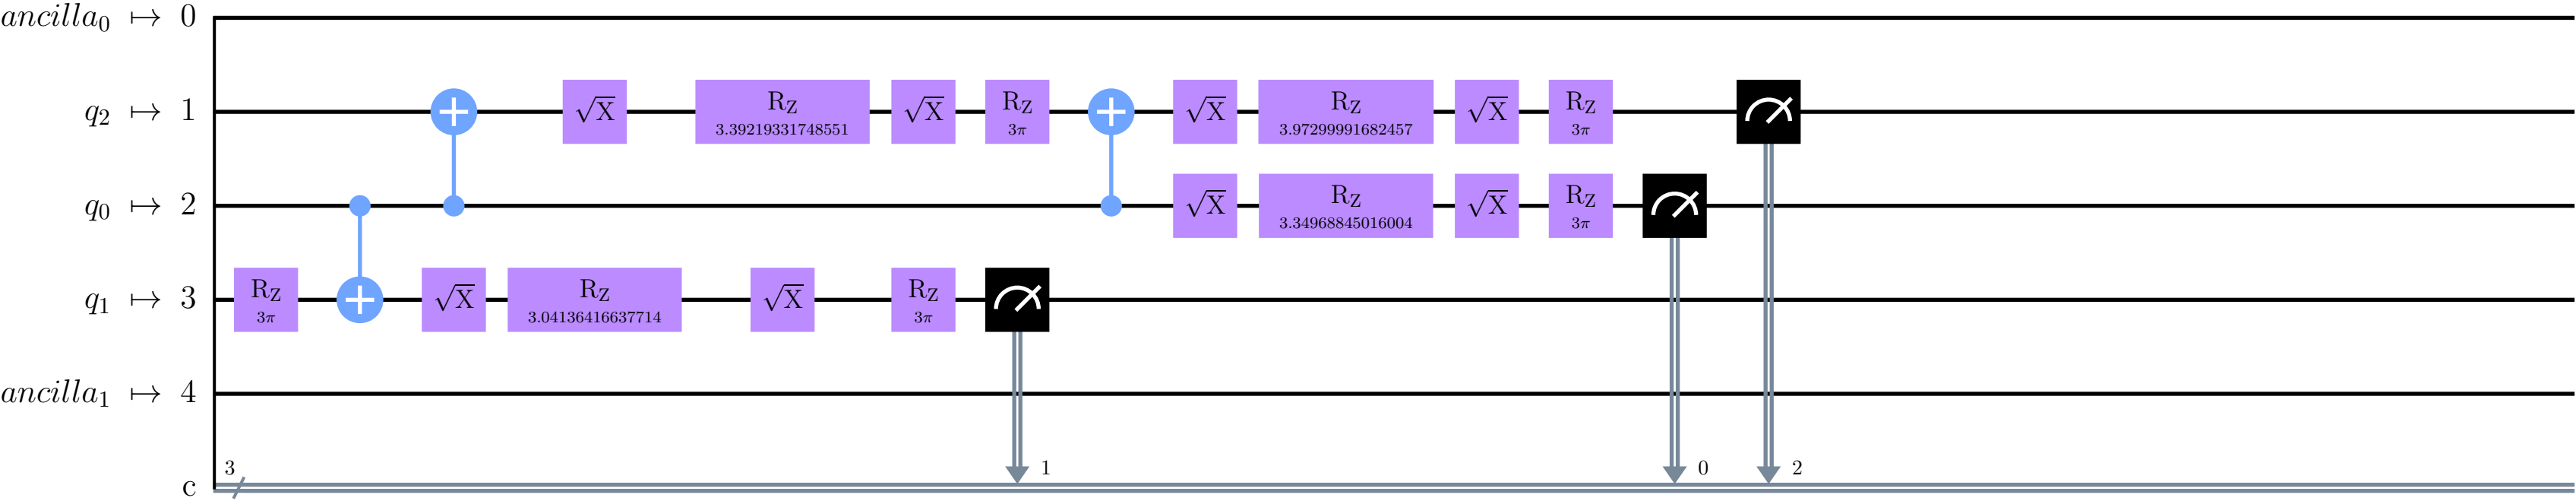 ancilla₀ ↦ 0
q₂ ↦ 1 √X R_Z 3.39219331748551 √X R_Z 3π √X R_Z 3.97299991682457 √X R_Z 3π
q₀ ↦ 2 √X R_Z 3.34968845016004 √X R_Z 3π
q₁ ↦ 3 R_Z 3π √X R_Z 3.04136416637714 √X R_Z 3π
ancilla₁ ↦ 4
3 1 0 2
c